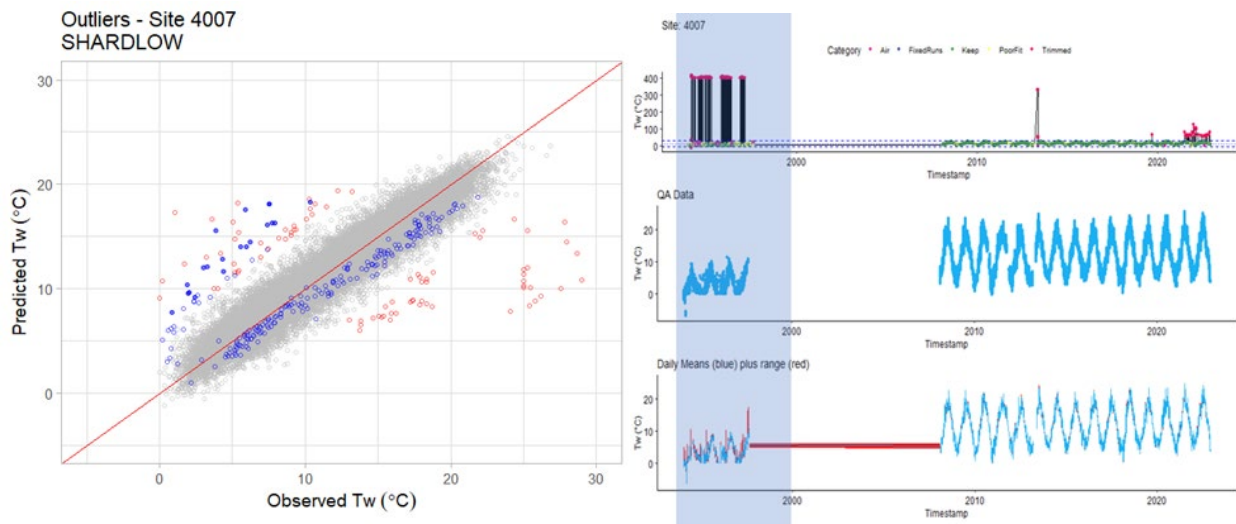 Outliers - Site 4007
SHARDLOW
30
20
10
0
Predicted Tw (°C)
0
10
20
30
Observed Tw (°C)
Site: 4007
Category
Air
FixedRuns
Keep
PoorFit
Trimmed
400
300
200
100
0
Tw (°C)
2000
2010
2020
Timestamp
QA Data
20
10
0
Tw (°C)
2000
2010
2020
Timestamp
Daily Means (blue) plus range (red)
20
10
0
Tw (°C)
2000
2010
2020
Timestamp